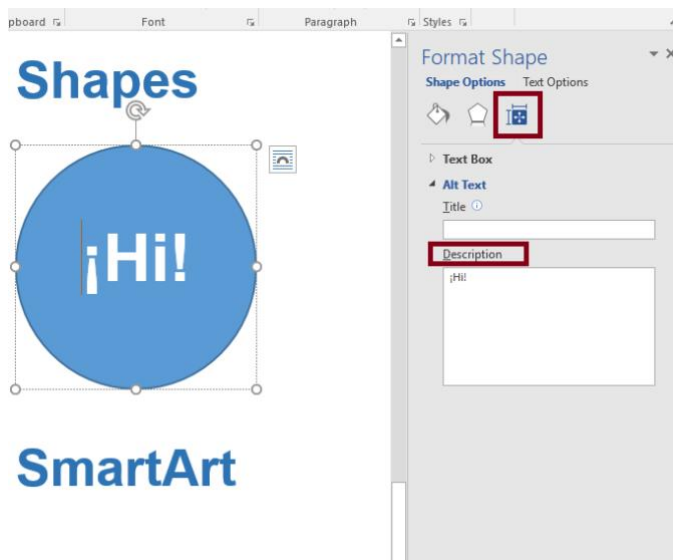 pboard
Font
Paragraph
Styles
Shapes
¡Hi!
SmartArt
Format Shape
Shape Options Text Options
Text Box
Alt Text
Title
Description
¡Hi!